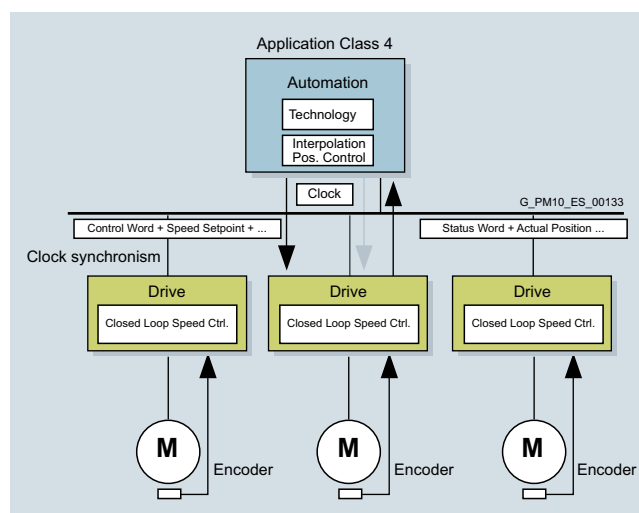 Application Class 4
Automation
Technology
Interpolation
Pos. Control
Clock
G_PM10_ES_00133
Control Word + Speed Setpoint + ...
Status Word + Actual Position ...
Clock synchronism
Drive
Drive
Drive
Closed Loop Speed Ctrl.
Closed Loop Speed Ctrl.
Closed Loop Speed Ctrl.
M
M
M
Encoder
Encoder
Encoder